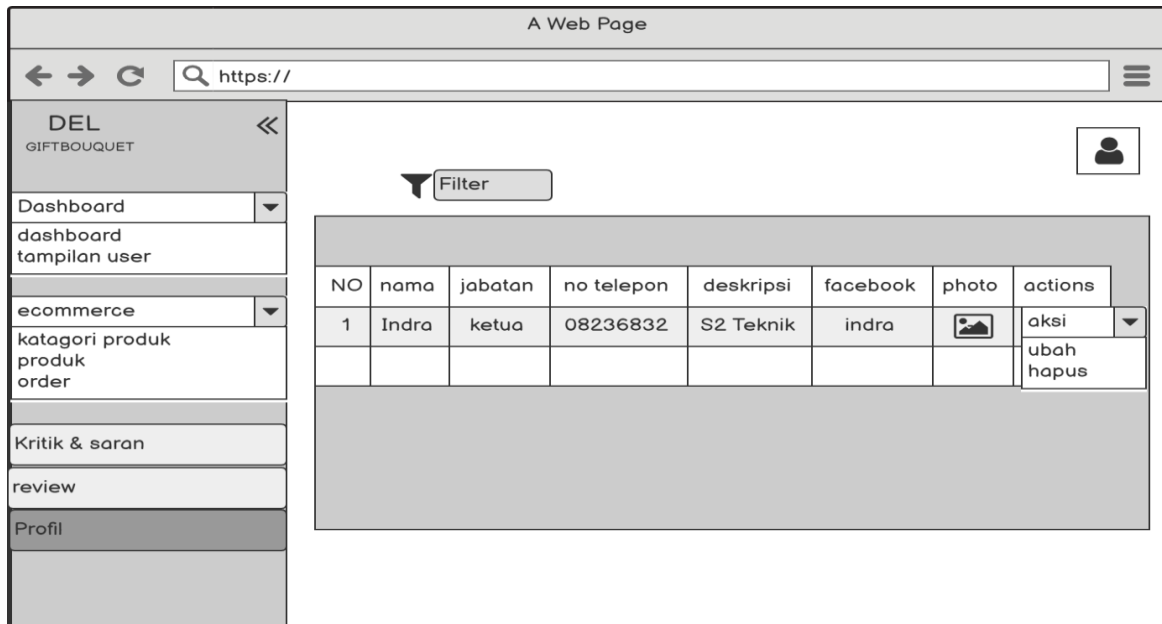 A Web Page
https://
DEL
GIFTBOUQUET
Filter
Dashboard
dashboard
tampilan user
ecommerce
katagori produk
produk
order
Kritik & saran
review
Profil
NO nama jabatan no telepon deskripsi facebook photo actions
1 Indra ketua 08236832 S2 Teknik indra aksi
ubah
hapus